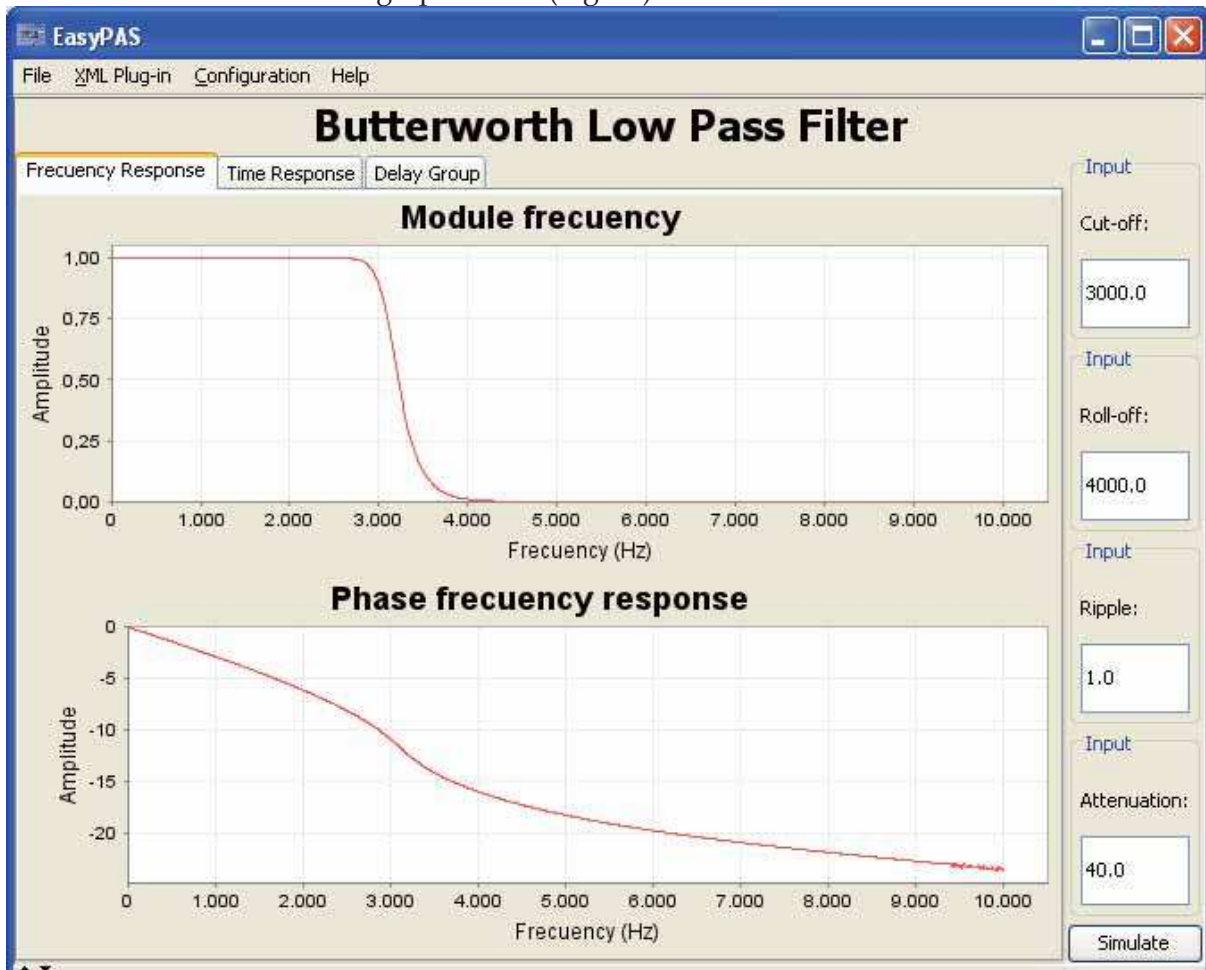 EasyPAS
File XML Plug-in Configuration Help
Butterworth Low Pass Filter
Frecuency Response Time Response Delay Group
Module frecuency
Amplitude
1,00
0,75
0,50
0,25
0,00
0 1.000 2.000 3.000 4.000 5.000 6.000 7.000 8.000 9.000 10.000
Frecuency (Hz)
Phase frecuency response
Amplitude
0
-5
-10
-15
-20
0 1.000 2.000 3.000 4.000 5.000 6.000 7.000 8.000 9.000 10.000
Frecuency (Hz)
Input
Cut-off:
3000.0
Input
Roll-off:
4000.0
Input
Ripple:
1.0
Input
Attenuation:
40.0
Simulate